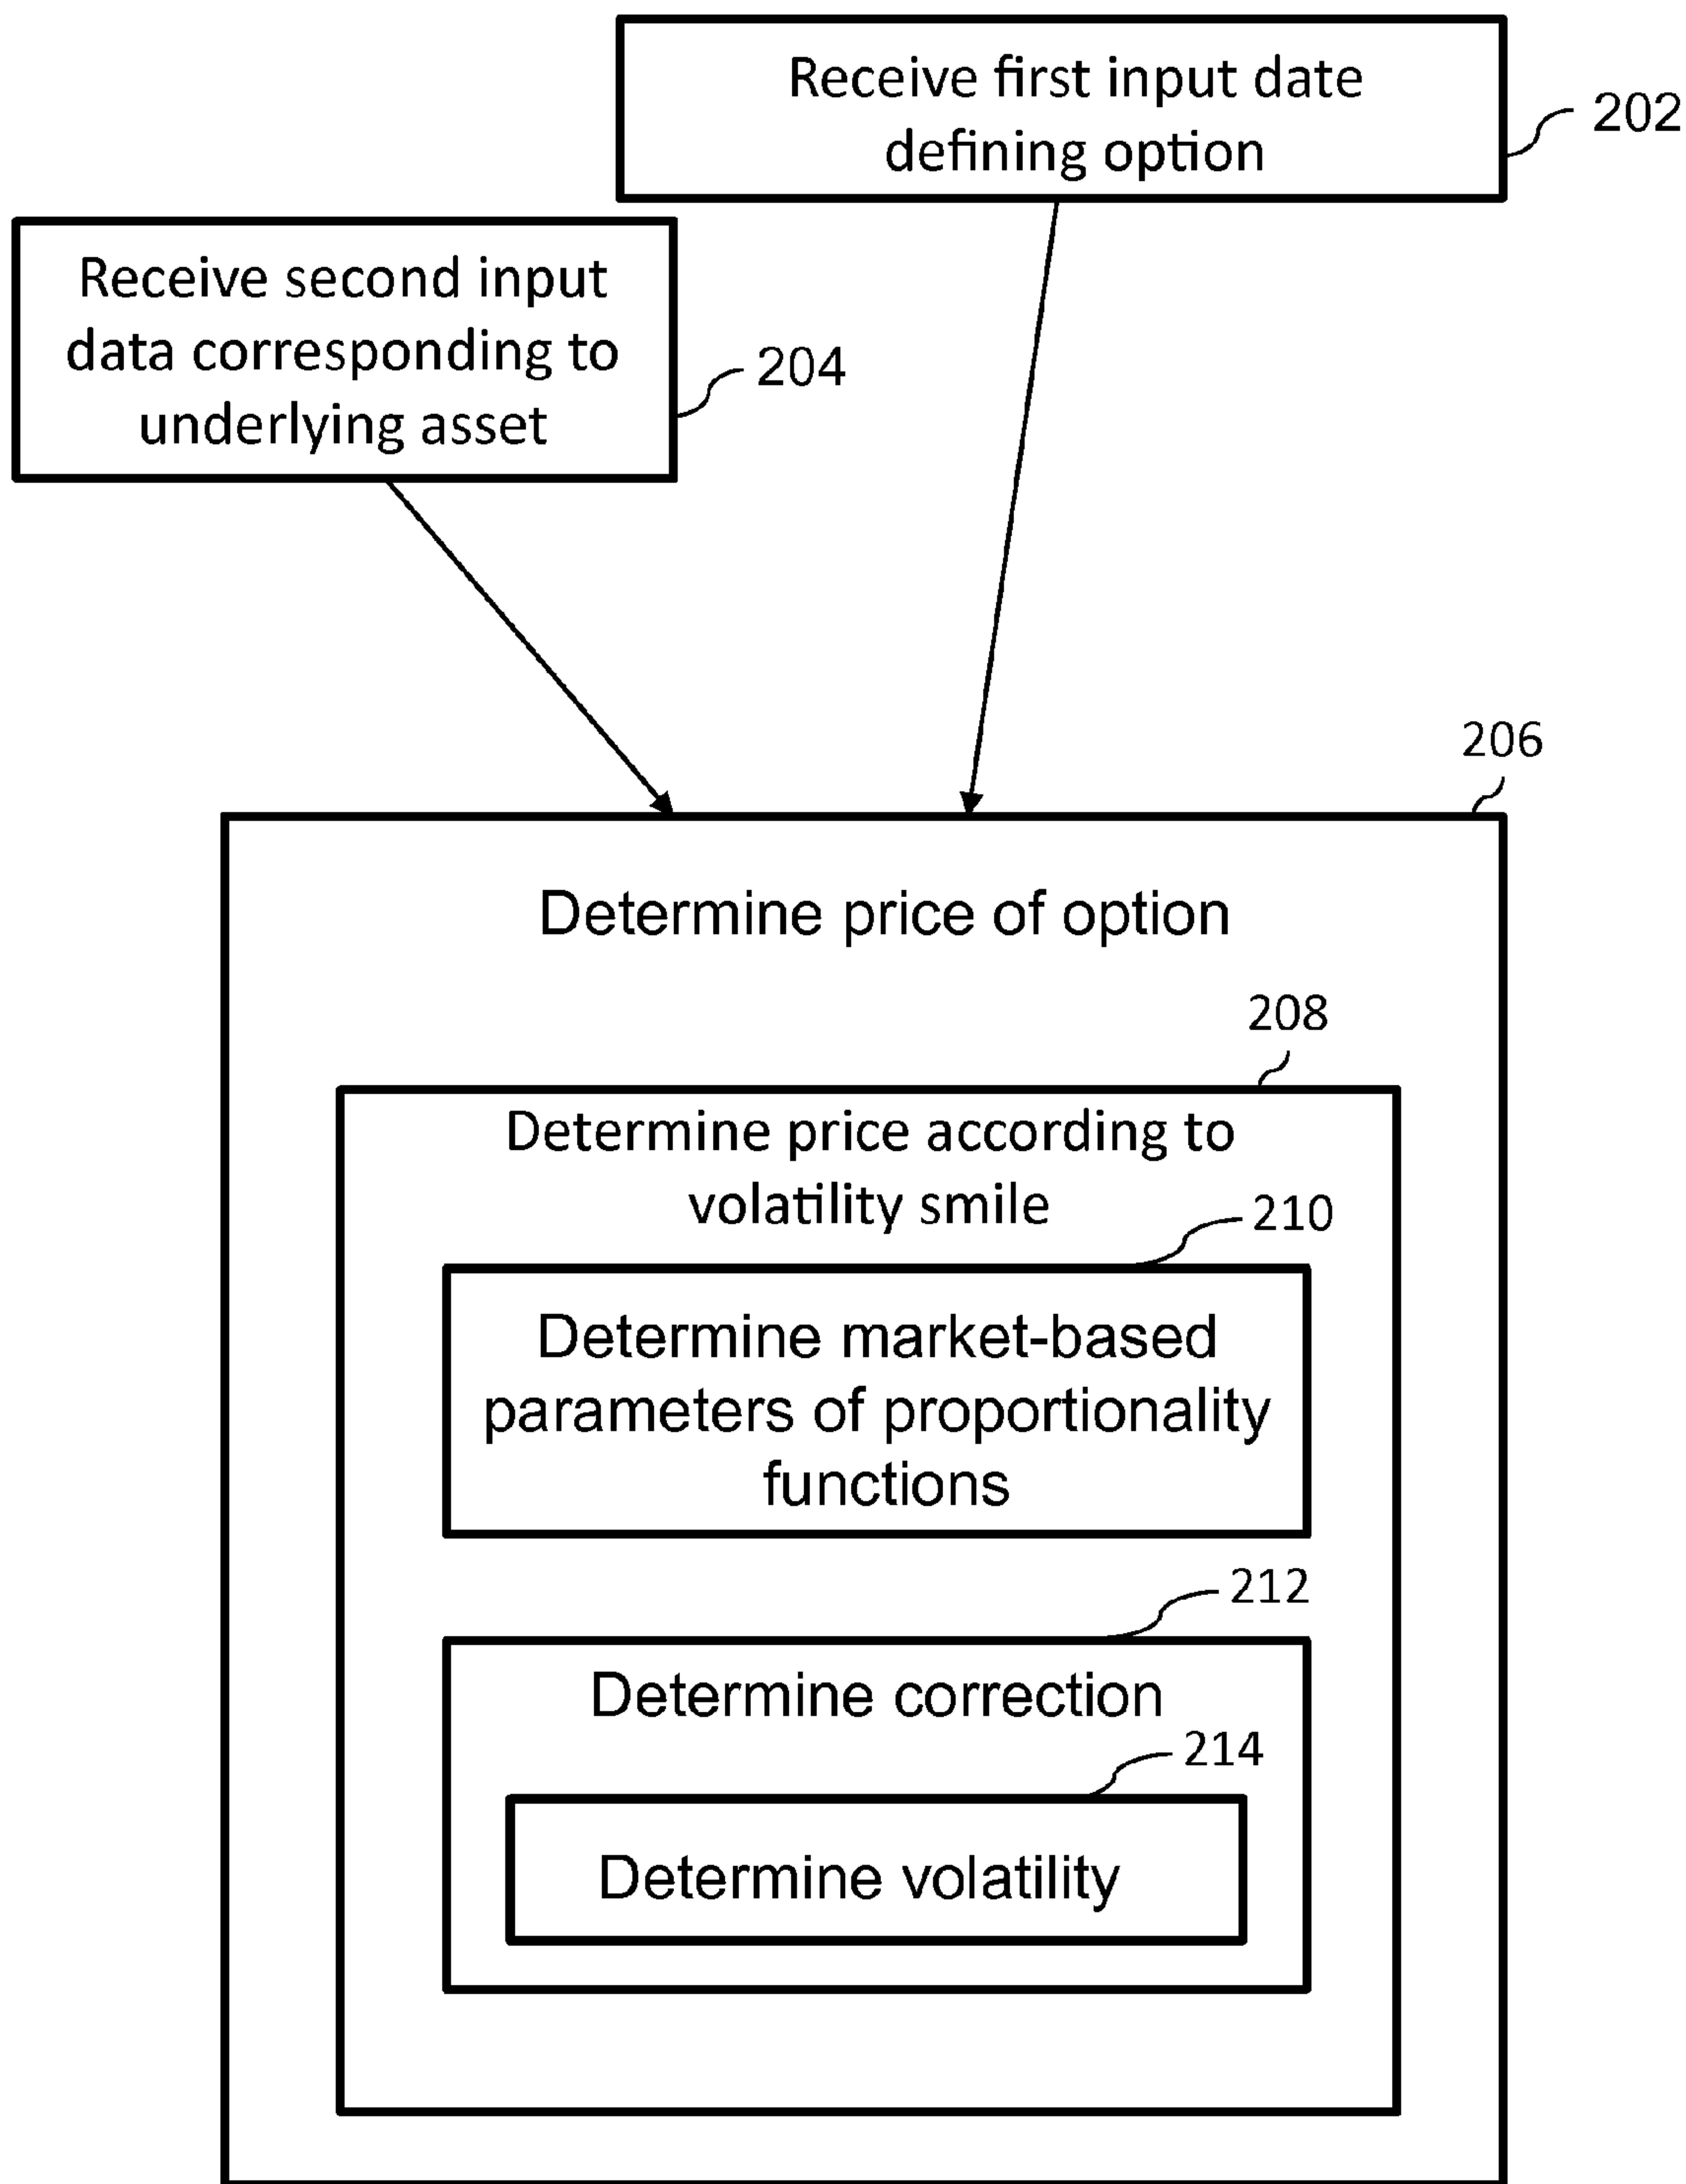 Receive first input date
defining option
202
Receive second input
data corresponding to
underlying asset
204
206
Determine price of option
208
Determine price according to
volatility smile
210
Determine market-based
parameters of proportionality
functions
212
Determine correction
214
Determine volatility